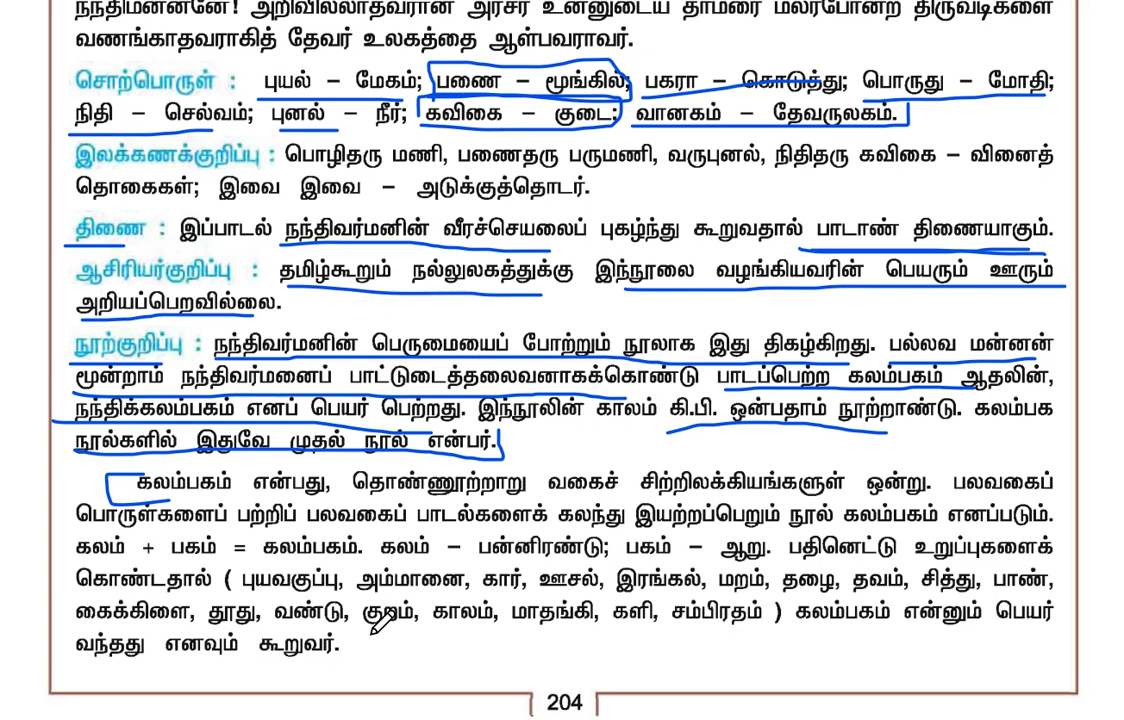 நந்திமன்னனே! அறிவில்லாதவரான அரசர் உன்னுடைய தாமரை மலர்போன்ற திருவடிகளை
வணங்காதவராகித் தேவர் உலகத்தை ஆள்பவராவர்.
சொற்பொருள் : புயல் – மேகம்; பணை – மூங்கில்; பகரா – கொடுத்து; பொருது – மோதி;
நிதி – செல்வம்; புனல் – நீர்; கவிகை – குடை; வானகம் – தேவருலகம்.
இலக்கணக்குறிப்பு : பொழிதரு மணி, பணைதரு பருமணி, வருபுனல், நிதிதரு கவிகை – வினைத்
தொகைகள்; இவை இவை – அடுக்குத்தொடர்.
திணை : இப்பாடல் நந்திவர்மனின் வீரச்செயலைப் புகழ்ந்து கூறுவதால் பாடாண் திணையாகும்.
ஆசிரியர்குறிப்பு : தமிழ்கூறும் நல்லுலகத்துக்கு இந்நூலை வழங்கியவரின் பெயரும் ஊரும்
அறியப்பெறவில்லை.
நூற்குறிப்பு : நந்திவர்மனின் பெருமையைப் போற்றும் நூலாக இது திகழ்கிறது. பல்லவ மன்னன்
மூன்றாம் நந்திவர்மனைப் பாட்டுடைத்தலைவனாகக்கொண்டு பாடப்பெற்ற கலம்பகம் ஆதலின்,
நந்திக்கலம்பகம் எனப் பெயர் பெற்றது. இந்நூலின் காலம் கி.பி. ஒன்பதாம் நூற்றாண்டு. கலம்பக
நூல்களில் இதுவே முதல் நூல் என்பர்.
கலம்பகம் என்பது, தொண்ணூற்றாறு வகைச் சிற்றிலக்கியங்களுள் ஒன்று. பலவகைப்
பொருள்களைப் பற்றிப் பலவகைப் பாடல்களைக் கலந்து இயற்றப்பெறும் நூல் கலம்பகம் எனப்படும்.
கலம் + பகம் = கலம்பகம். கலம் – பன்னிரண்டு; பகம் – ஆறு. பதினெட்டு உறுப்புகளைக்
கொண்டதால் ( புயவகுப்பு, அம்மானை, கார், ஊசல், இரங்கல், மறம், தழை, தவம், சித்து, பாண்,
கைக்கிளை, தூது, வண்டு, குறம், காலம், மாதங்கி, களி, சம்பிரதம் ) கலம்பகம் என்னும் பெயர்
வந்தது எனவும் கூறுவர்.
204